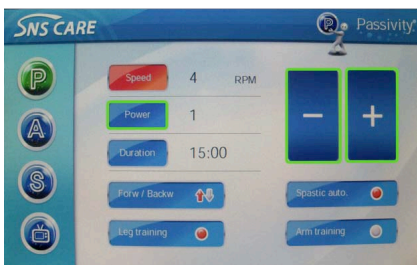 SNS CARE
P Passivity
P
Speed 4 RPM
A
Power 1
- +
Duration 15:00
S
Forw / Backw
Spastic auto.
Leg training
Arm training